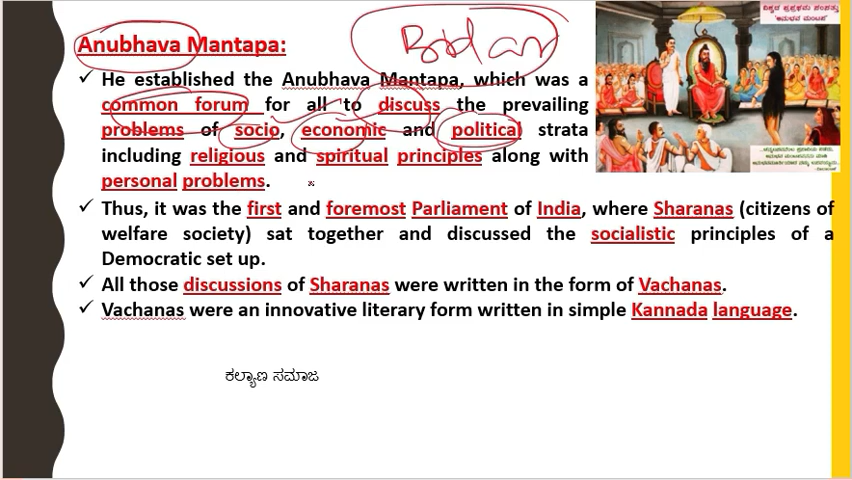 Anubhava Mantapa:
Bidar
✓ He established the Anubhava Mantapa, which was a
common forum for all to discuss the prevailing
problems of socio, economic and political strata
including religious and spiritual principles along with
personal problems.
✓ Thus, it was the first and foremost Parliament of India, where Sharanas (citizens of
welfare society) sat together and discussed the socialistic principles of a
Democratic set up.
✓ All those discussions of Sharanas were written in the form of Vachanas.
✓ Vachanas were an innovative literary form written in simple Kannada language.
ಕಲ್ಯಾಣ ಸಮಾಜ